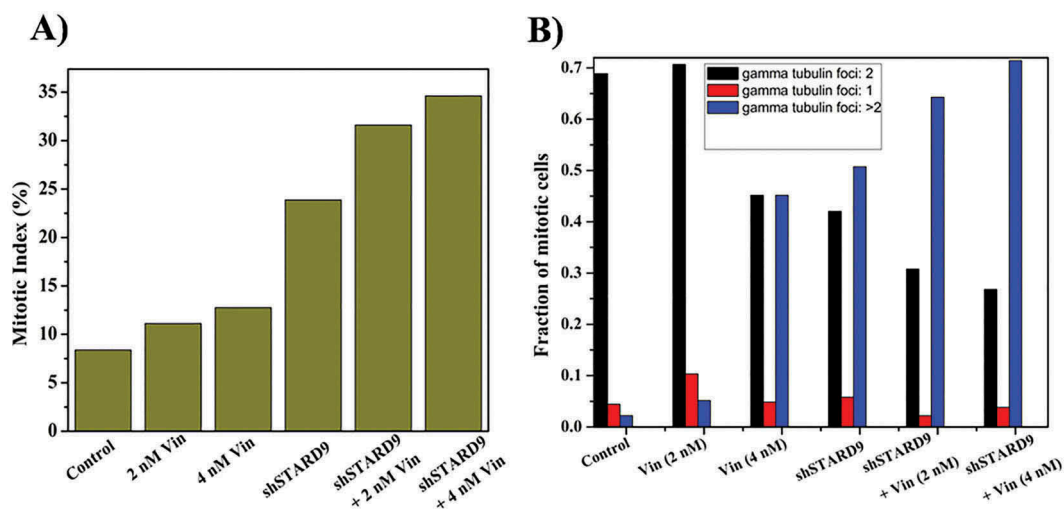 A)
Mitotic Index (%)
35
30
25
20
15
10
5
0
Control
2 nM Vin
4 nM Vin
shSTARD9
shSTARD9
+ 2 nM Vin
shSTARD9
+ 4 nM Vin
B)
Fraction of mitotic cells
0.7
0.6
0.5
0.4
0.3
0.2
0.1
0.0
gamma tubulin foci: 2
gamma tubulin foci: 1
gamma tubulin foci: >2
Control
Vin (2 nM)
Vin (4 nM)
shSTARD9
shSTARD9
+ Vin (2 nM)
shSTARD9
+ Vin (4 nM)